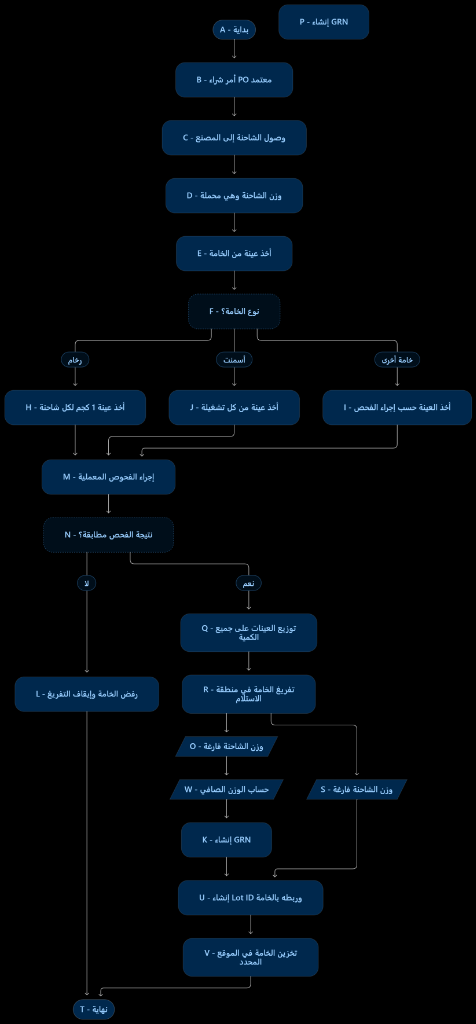 P - إنشاء GRN
A - بداية
B - أمر شراء PO معتمد
C - وصول الشاحنة إلى المصنع
D - وزن الشاحنة وهي محملة
E - أخذ عينة من الخامة
F - نوع الخامة؟
رخام
أسمنت
خامة أخرى
H - أخذ عينة 1 كجم لكل شاحنة
J - أخذ عينة من كل تشغيلة
I - أخذ العينة حسب إجراء الفحص
M - إجراء الفحوص المعملية
N - نتيجة الفحص مطابقة؟
لا
نعم
Q - توزيع العينات على جميع
الكمية
L - رفض الخامة وإيقاف التفريغ
R - تفريغ الخامة في منطقة
الاستلام
O - وزن الشاحنة فارغة
W - حساب الوزن الصافي
S - وزن الشاحنة فارغة
K - إنشاء GRN
U - إنشاء Lot ID وربطه بالخامة
V - تخزين الخامة في الموقع
المحدد
T - نهاية